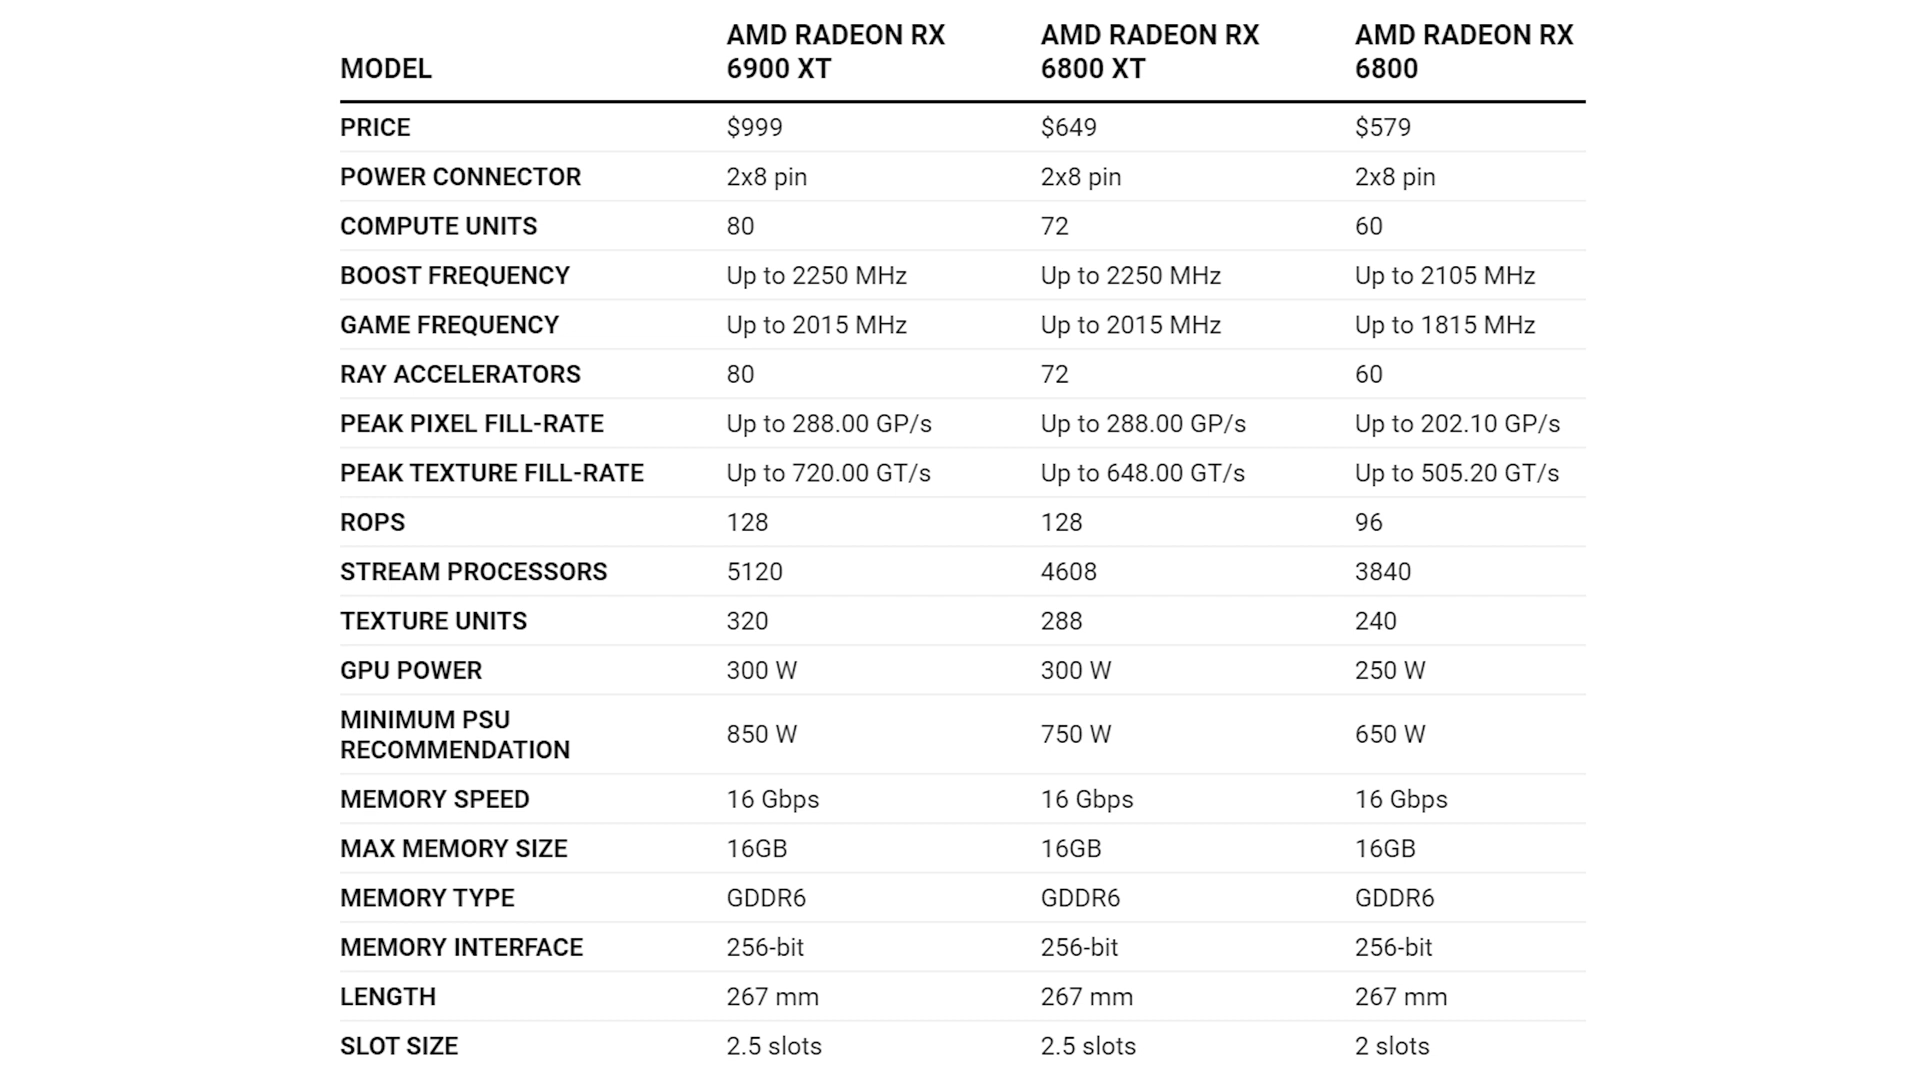 MODEL AMD RADEON RX 6900 XT AMD RADEON RX 6800 XT AMD RADEON RX 6800
PRICE $999 $649 $579
POWER CONNECTOR 2x8 pin 2x8 pin 2x8 pin
COMPUTE UNITS 80 72 60
BOOST FREQUENCY Up to 2250 MHz Up to 2250 MHz Up to 2105 MHz
GAME FREQUENCY Up to 2015 MHz Up to 2015 MHz Up to 1815 MHz
RAY ACCELERATORS 80 72 60
PEAK PIXEL FILL-RATE Up to 288.00 GP/s Up to 288.00 GP/s Up to 202.10 GP/s
PEAK TEXTURE FILL-RATE Up to 720.00 GT/s Up to 648.00 GT/s Up to 505.20 GT/s
ROPS 128 128 96
STREAM PROCESSORS 5120 4608 3840
TEXTURE UNITS 320 288 240
GPU POWER 300 W 300 W 250 W
MINIMUM PSU RECOMMENDATION 850 W 750 W 650 W
MEMORY SPEED 16 Gbps 16 Gbps 16 Gbps
MAX MEMORY SIZE 16GB 16GB 16GB
MEMORY TYPE GDDR6 GDDR6 GDDR6
MEMORY INTERFACE 256-bit 256-bit 256-bit
LENGTH 267 mm 267 mm 267 mm
SLOT SIZE 2.5 slots 2.5 slots 2 slots